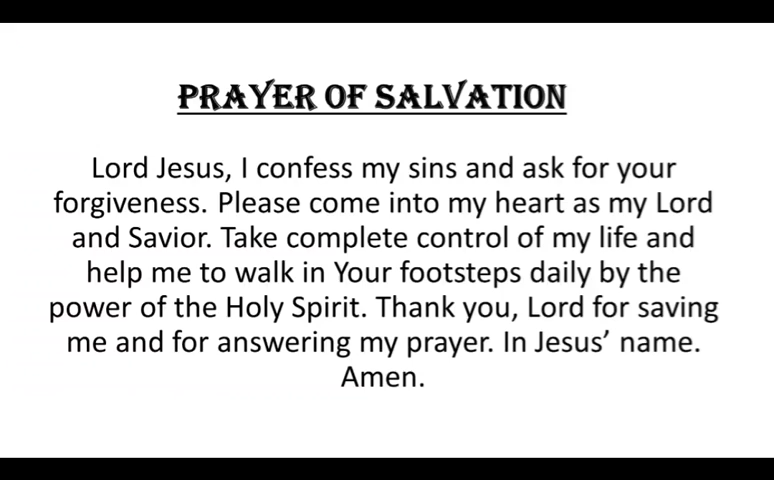 PRAYER OF SALVATION
Lord Jesus, I confess my sins and ask for your
forgiveness. Please come into my heart as my Lord
and Savior. Take complete control of my life and
help me to walk in Your footsteps daily by the
power of the Holy Spirit. Thank you, Lord for saving
me and for answering my prayer. In Jesus’ name.
Amen.